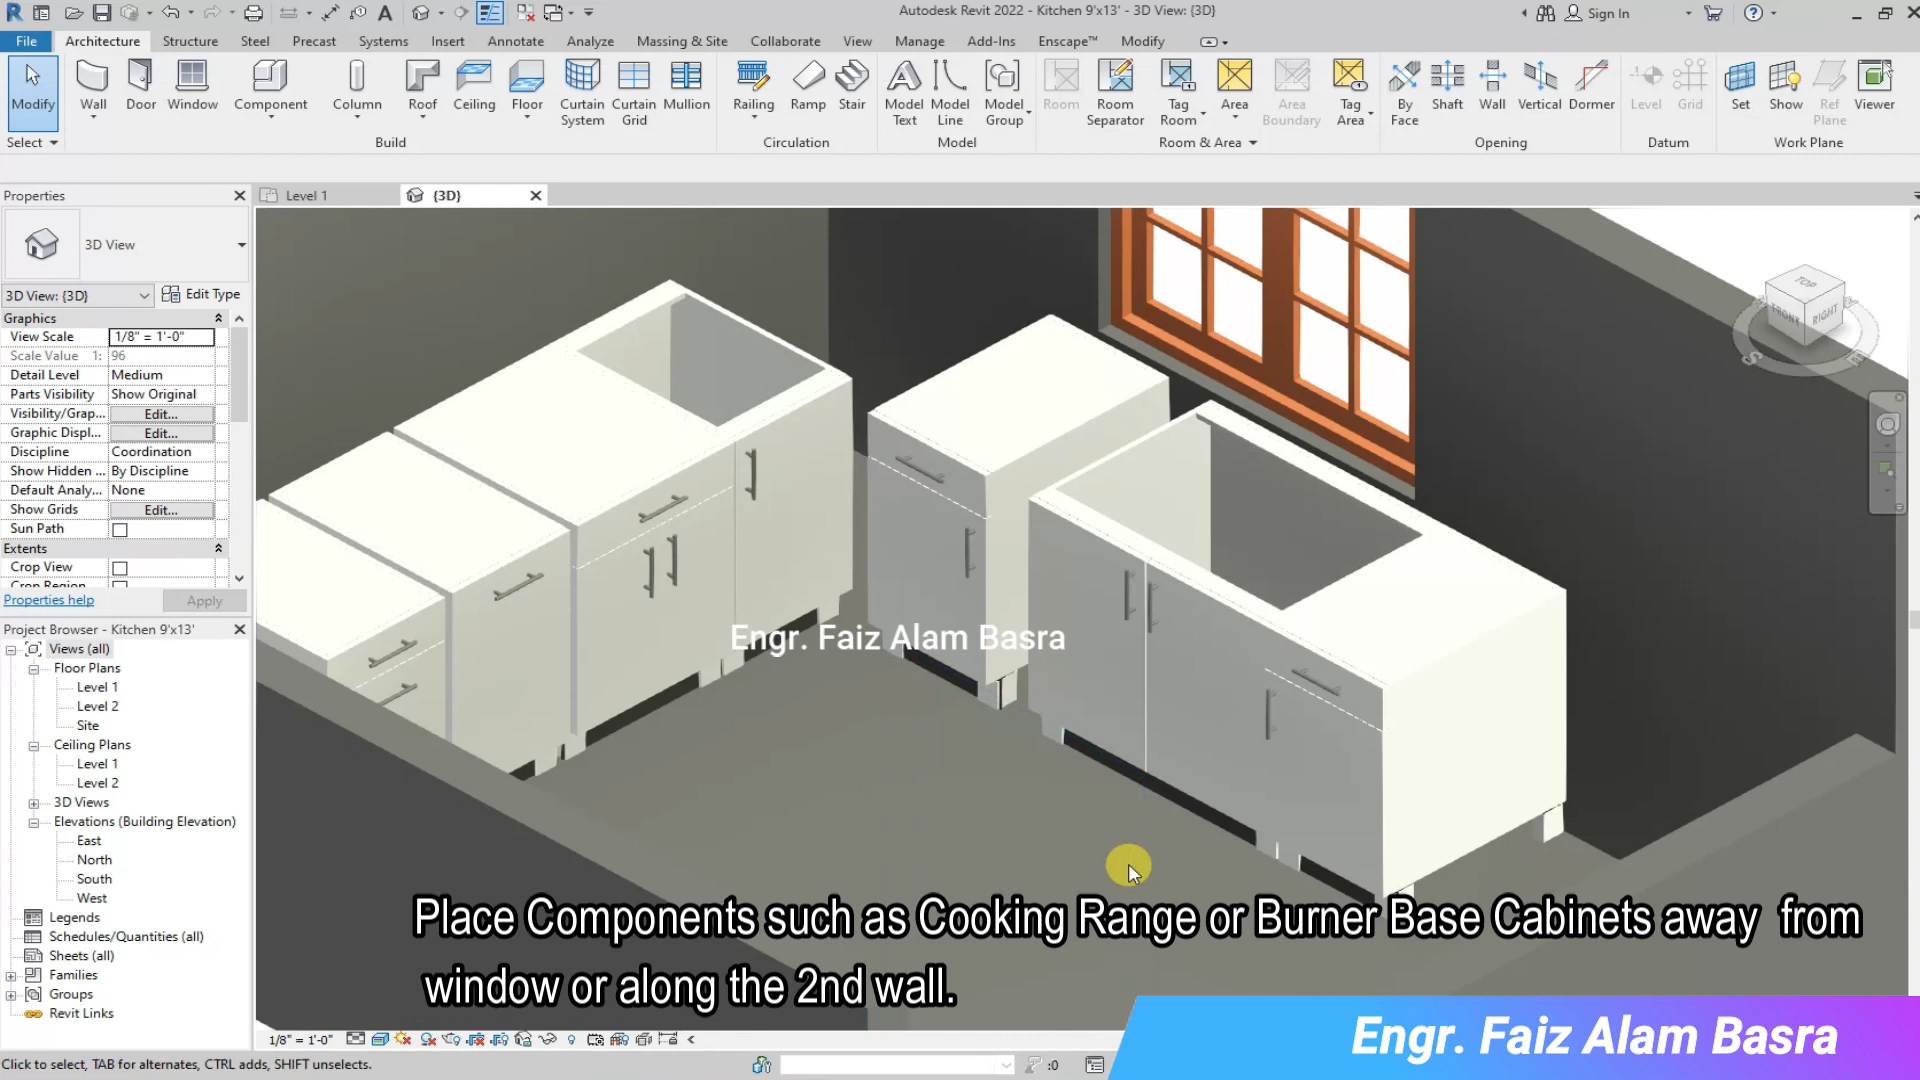 Autodesk Revit 2022 - Kitchen 9'x13' - 3D View: {3D}
Sign In
File Architecture Structure Steel Precast Systems Insert Annotate Analyze Massing & Site Collaborate View Manage Add-Ins Enscape™ Modify
Modify Wall Door Window Component Column Roof Ceiling Floor Curtain System Curtain Grid Mullion Railing Ramp Stair Model Text Model Line Model Group Room Room Separator Tag Room Area Area Boundary Tag Area By Face Shaft Wall Vertical Dormer Level Grid Set Show Ref Plane Viewer
Select Build Circulation Model Room & Area Opening Datum Work Plane
Properties
Level 1
{3D}
3D View
3D View: {3D} Edit Type
Graphics
View Scale 1/8" = 1'-0"
Scale Value 1: 96
Detail Level Medium
Parts Visibility Show Original
Visibility/Grap... Edit...
Graphic Displ... Edit...
Discipline Coordination
Show Hidden ... By Discipline
Default Analy... None
Show Grids Edit...
Sun Path
Extents
Crop View
Crop Region
Properties help Apply
Project Browser - Kitchen 9'x13'
Views (all)
Floor Plans
Level 1
Level 2
Site
Ceiling Plans
Level 1
Level 2
3D Views
Elevations (Building Elevation)
East
North
South
West
Legends
Schedules/Quantities (all)
Sheets (all)
Families
Groups
Revit Links
TOP
FRONT RIGHT
S E
Engr. Faiz Alam Basra
Place Components such as Cooking Range or Burner Base Cabinets away from
window or along the 2nd wall.
1/8" = 1'-0"
Engr. Faiz Alam Basra
Click to select, TAB for alternates, CTRL adds, SHIFT unselects.
:0